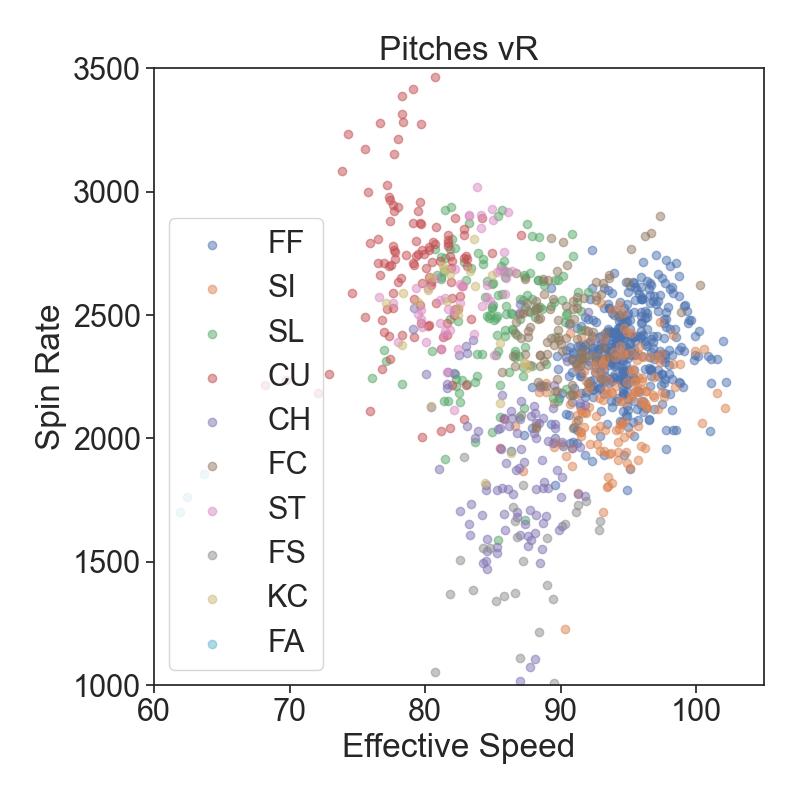 Pitches vR
3500
3000
2500
2000
1500
1000
Spin Rate
FF
SI
SL
CU
CH
FC
ST
FS
KC
FA
60
70
80
90
100
Effective Speed